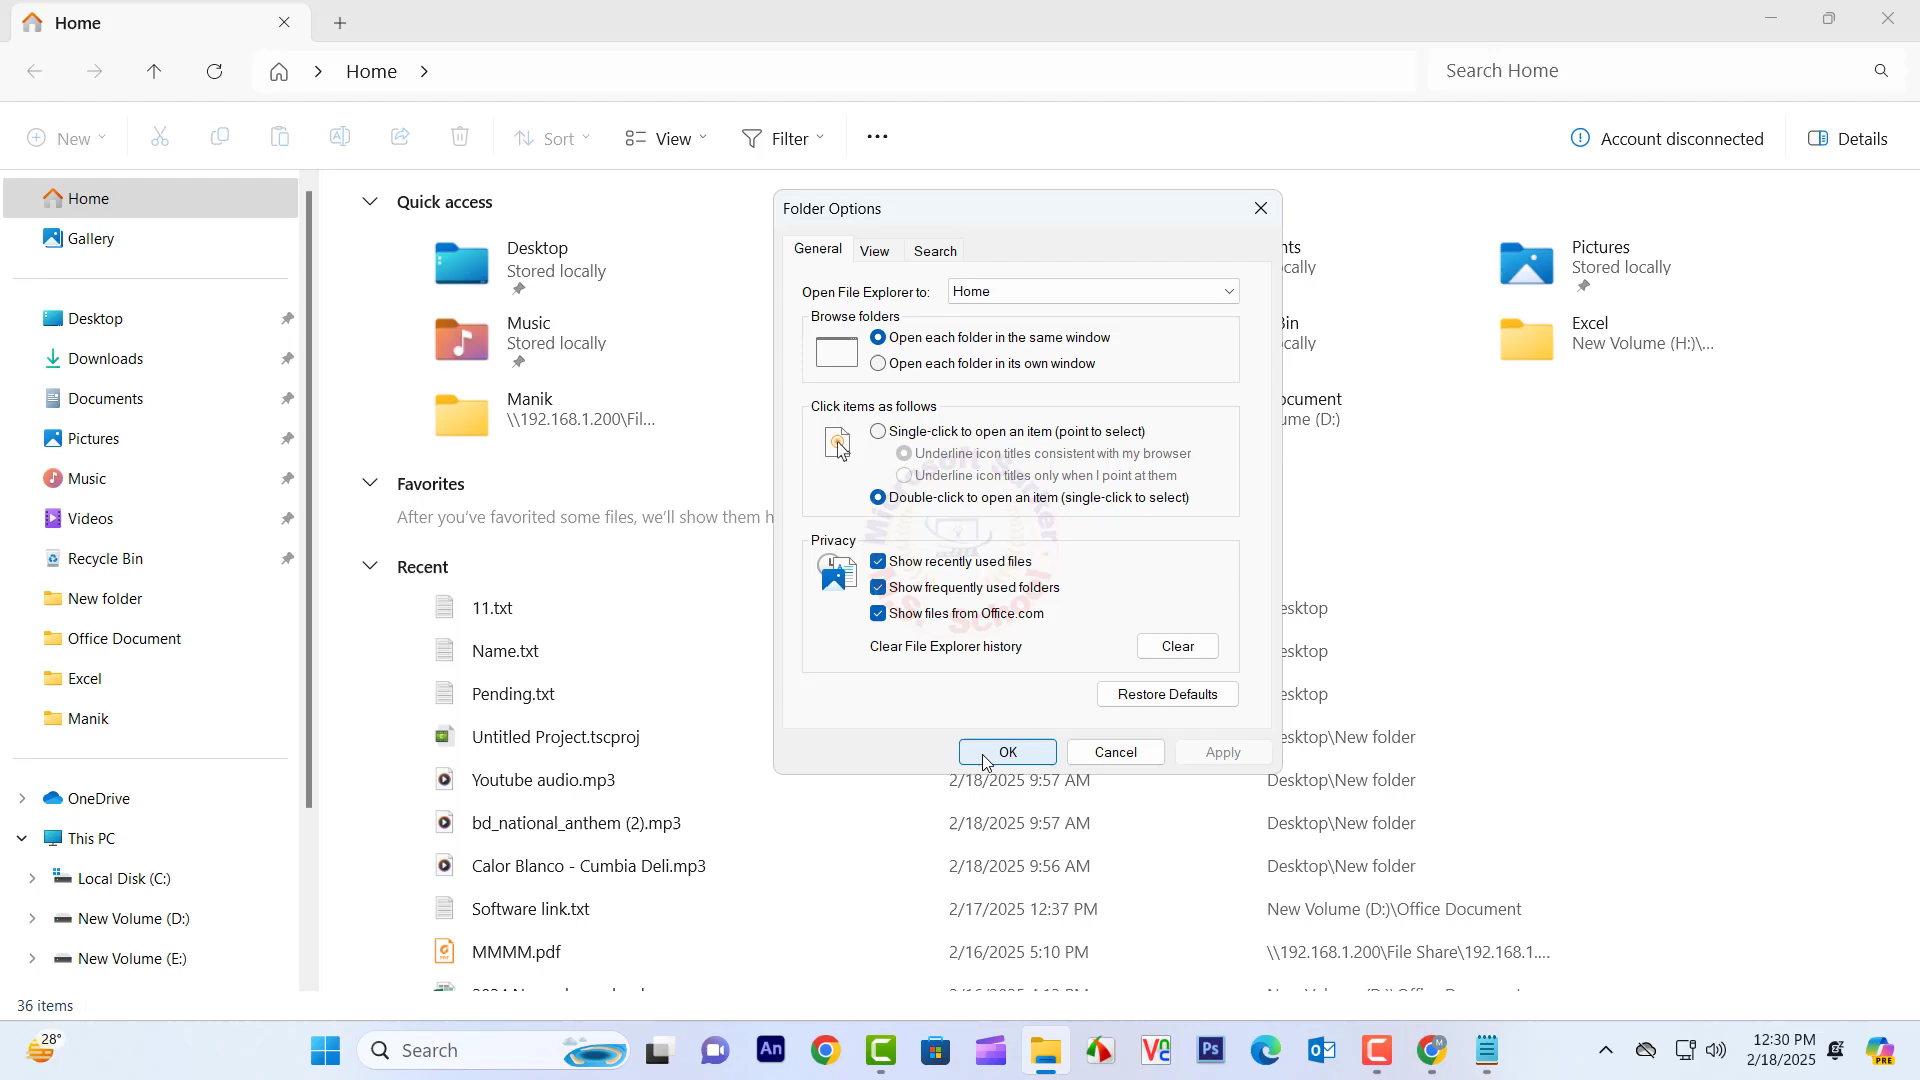 Home
Home
Search Home
New
Sort
View
Filter
Account disconnected
Details
Home
Gallery
Desktop
Downloads
Documents
Pictures
Music
Videos
Recycle Bin
New folder
Office Document
Excel
Manik
OneDrive
This PC
Local Disk (C:)
New Volume (D:)
New Volume (E:)
Quick access
Desktop
Stored locally
Music
Stored locally
Manik
\\192.168.1.200\Fil...
Pictures
Stored locally
Excel
New Volume (H:)\...
Favorites
After you've favorited some files, we'll show them h
Recent
11.txt
Name.txt
Pending.txt
Untitled Project.tscproj
Youtube audio.mp3 2/18/2025 9:57 AM Desktop\New folder
bd_national_anthem (2).mp3 2/18/2025 9:57 AM Desktop\New folder
Calor Blanco - Cumbia Deli.mp3 2/18/2025 9:56 AM Desktop\New folder
Software link.txt 2/17/2025 12:37 PM New Volume (D:)\Office Document
MMMM.pdf 2/16/2025 5:10 PM \\192.168.1.200\File Share\192.168.1....
Folder Options
General View Search
Open File Explorer to: Home
Browse folders
Open each folder in the same window
Open each folder in its own window
Click items as follows
Single-click to open an item (point to select)
Underline icon titles consistent with my browser
Underline icon titles only when I point at them
Double-click to open an item (single-click to select)
Privacy
Show recently used files
Show frequently used folders
Show files from Office.com
Clear File Explorer history Clear
Restore Defaults
OK Cancel Apply
36 items
28°
Search
An
Ps
12:30 PM
2/18/2025
PRE